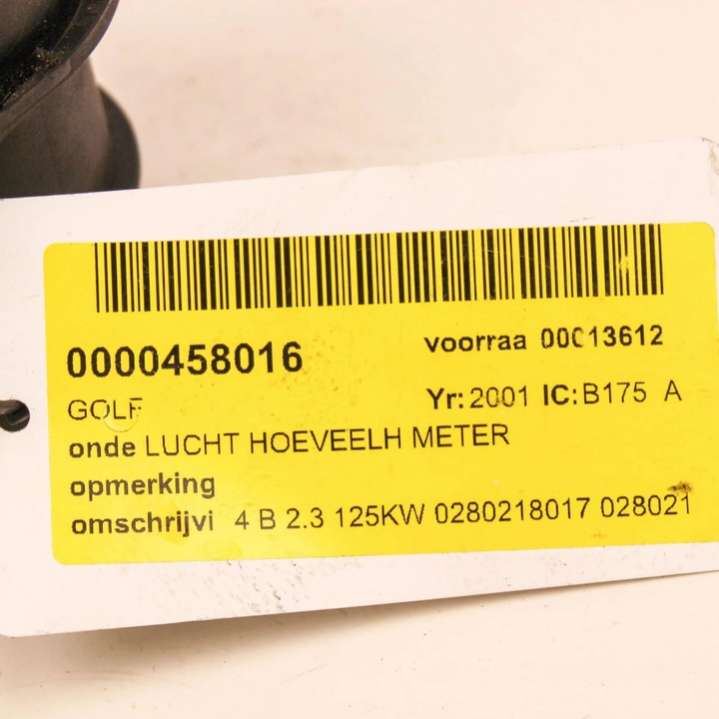 0000458016
voorraa 00013612
GOLF
Yr:2001 IC:B175 A
onde LUCHT HOEVEELH METER
opmerking
omschrijvi 4 B 2.3 125KW 0280218017 028021